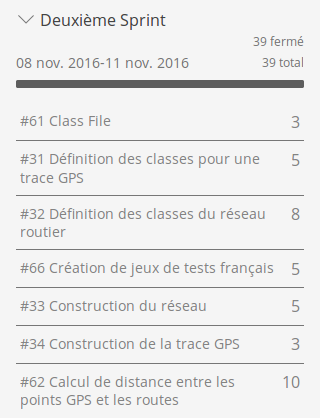 Deuxième Sprint
39 fermé
08 nov. 2016-11 nov. 2016 39 total
#61 Class File 3
#31 Définition des classes pour une 5
trace GPS
#32 Définition des classes du réseau 8
routier
#66 Création de jeux de tests français 5
#33 Construction du réseau 5
#34 Construction de la trace GPS 3
#62 Calcul de distance entre les 10
points GPS et les routes